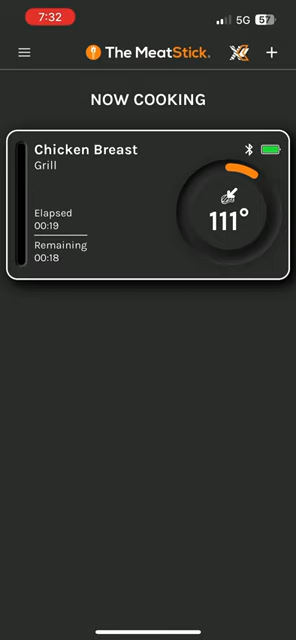 7:32
5G 57
The MeatStick.
NOW COOKING
Chicken Breast
Grill
111°
Elapsed
00:19
Remaining
00:18